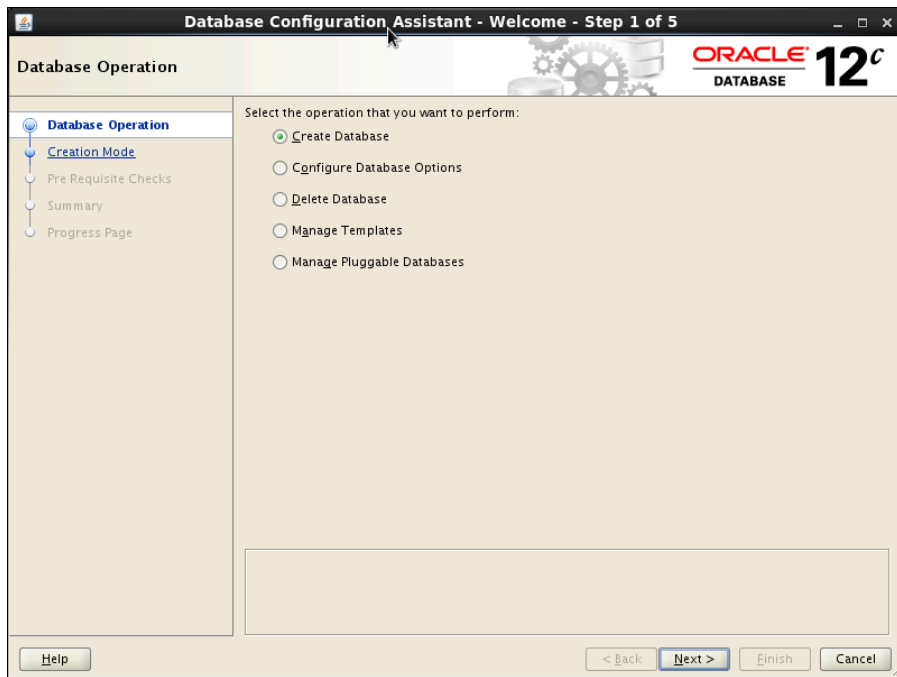 Database Configuration Assistant - Welcome - Step 1 of 5
Database Operation
ORACLE
DATABASE
12c
Database Operation
Creation Mode
Pre Requisite Checks
Summary
Progress Page
Select the operation that you want to perform:
Create Database
Configure Database Options
Delete Database
Manage Templates
Manage Pluggable Databases
Help
< Back
Next >
Finish
Cancel